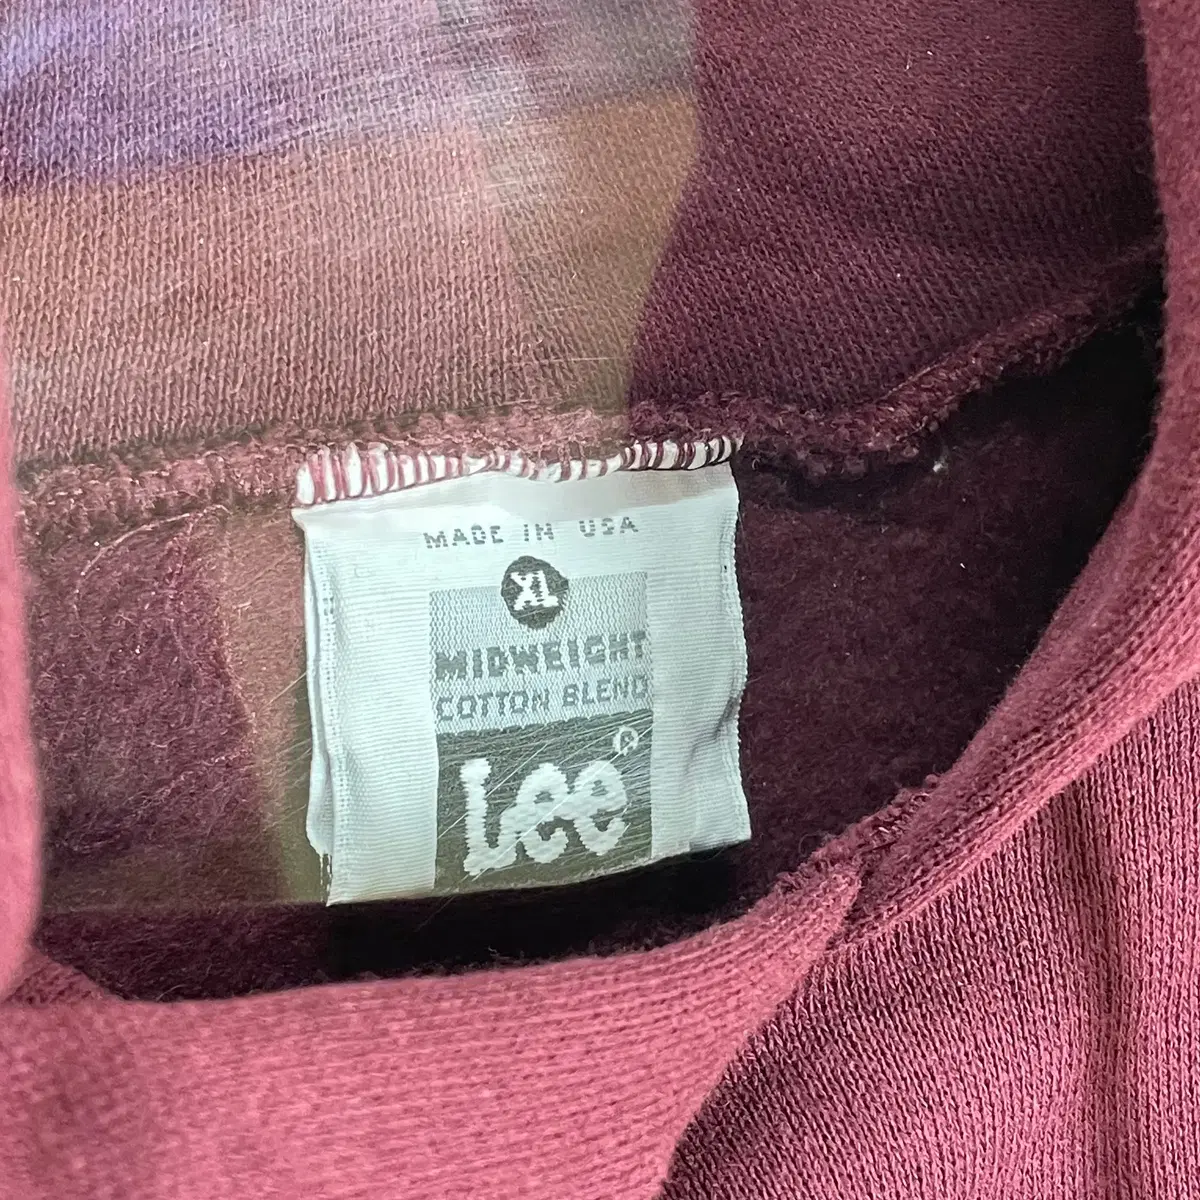 MADE IN USA
XL
MIDWEIGHT
COTTON BLEND
Lee®